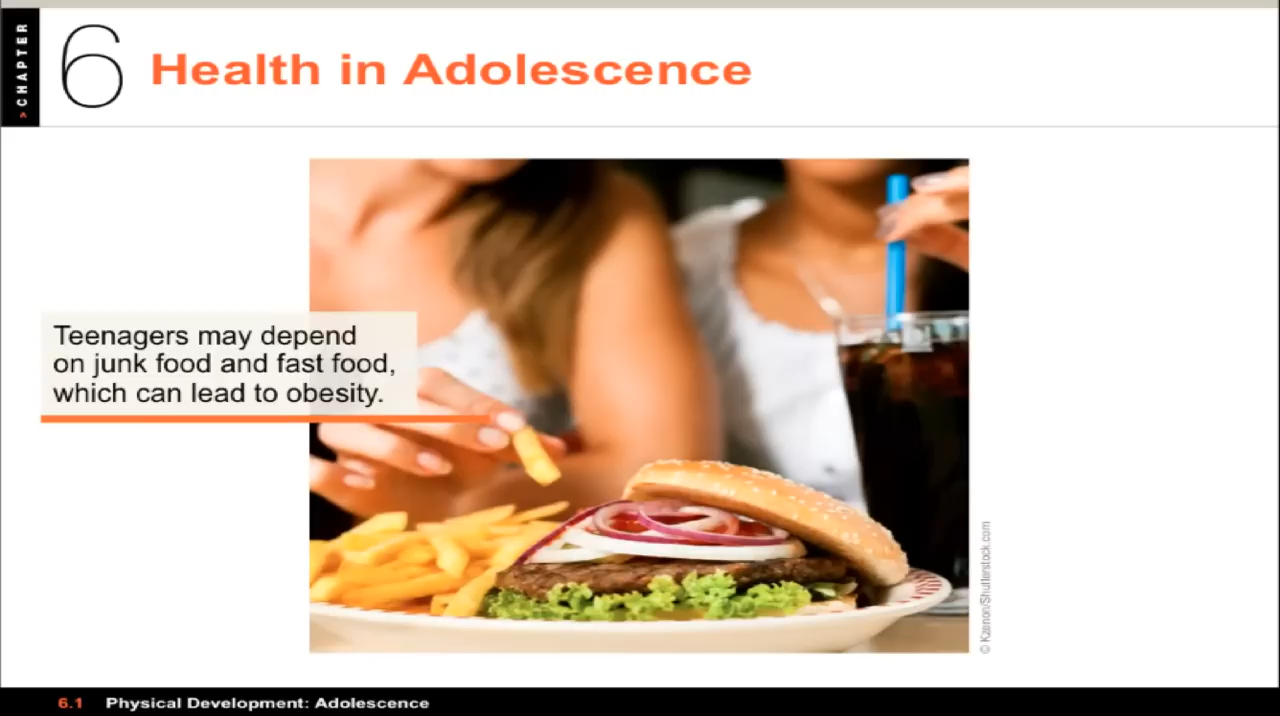 > CHAPTER
6
Health in Adolescence
Teenagers may depend
on junk food and fast food,
which can lead to obesity.
© Kzenon/Shutterstock.com
6.1 Physical Development: Adolescence